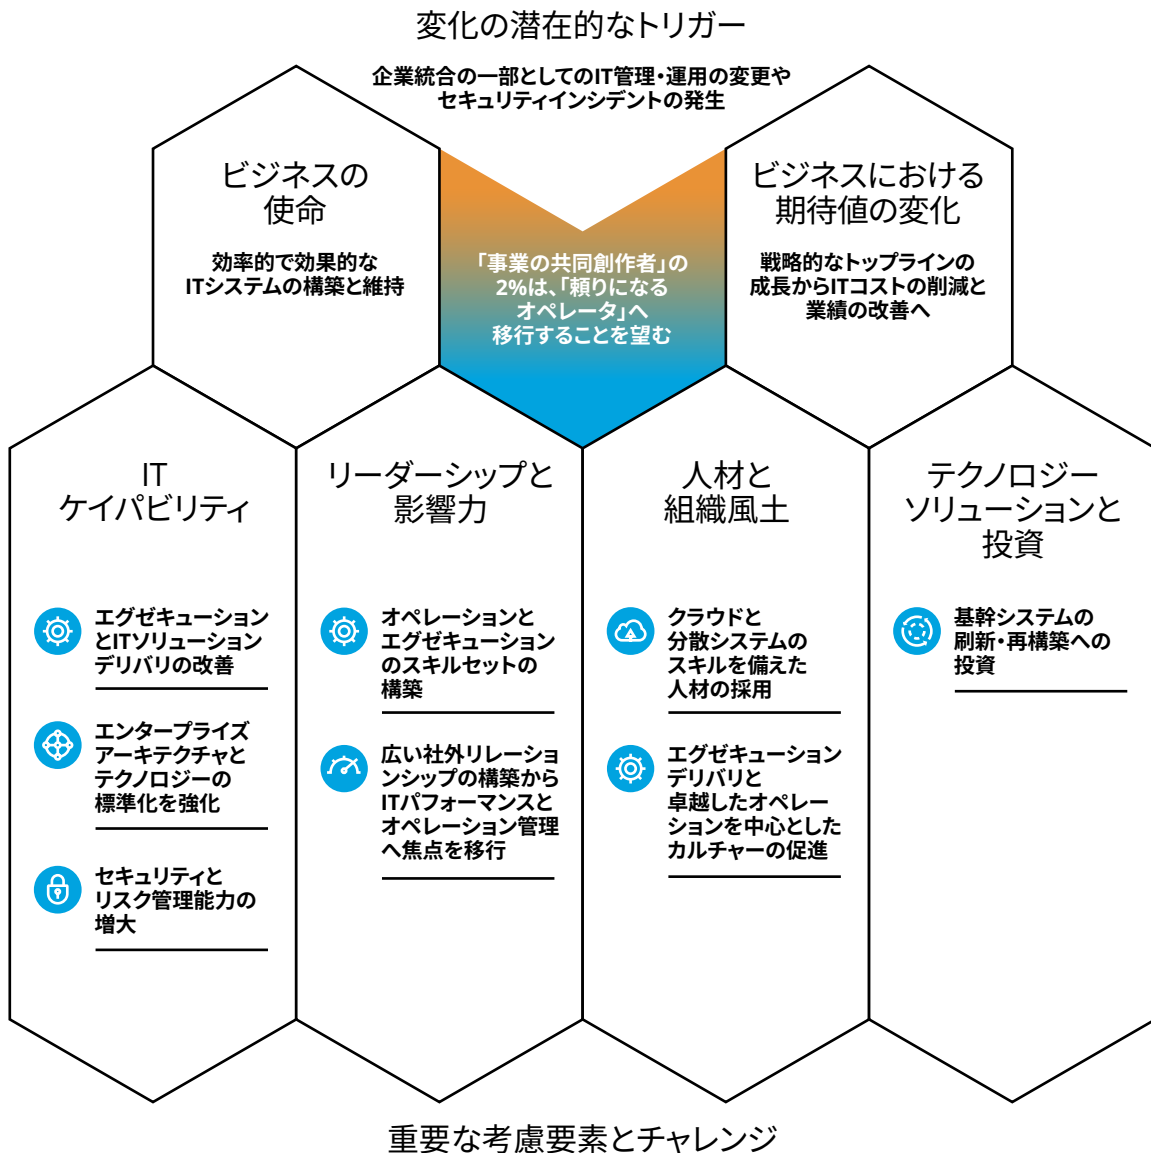 変化の潜在的なトリガー
企業統合の一部としてのIT管理・運用の変更や
セキュリティインシデントの発生
ビジネスの
使命
効率的で効果的な
ITシステムの構築と維持
「事業の共同創作者」の
2%は、「頼りになる
オペレータ」へ
移行することを望む
ビジネスにおける
期待値の変化
戦略的なトップラインの
成長からITコストの削減と
業績の改善へ
IT
ケイパビリティ
エグゼキューション
とITソリューション
デリバリの改善
エンタープライズ
アーキテクチャと
テクノロジーの
標準化を強化
セキュリティと
リスク管理能力の
増大
リーダーシップと
影響力
オペレーションと
エグゼキューション
のスキルセットの
構築
広い社外リレーショ
ンシップの構築から
ITパフォーマンスと
オペレーション管理
へ焦点を移行
人材と
組織風土
クラウドと
分散システムの
スキルを備えた
人材の採用
エグゼキューション
デリバリと
卓越したオペレー
ションを中心とした
カルチャーの促進
テクノロジー
ソリューションと
投資
基幹システムの
刷新・再構築への
投資
重要な考慮要素とチャレンジ